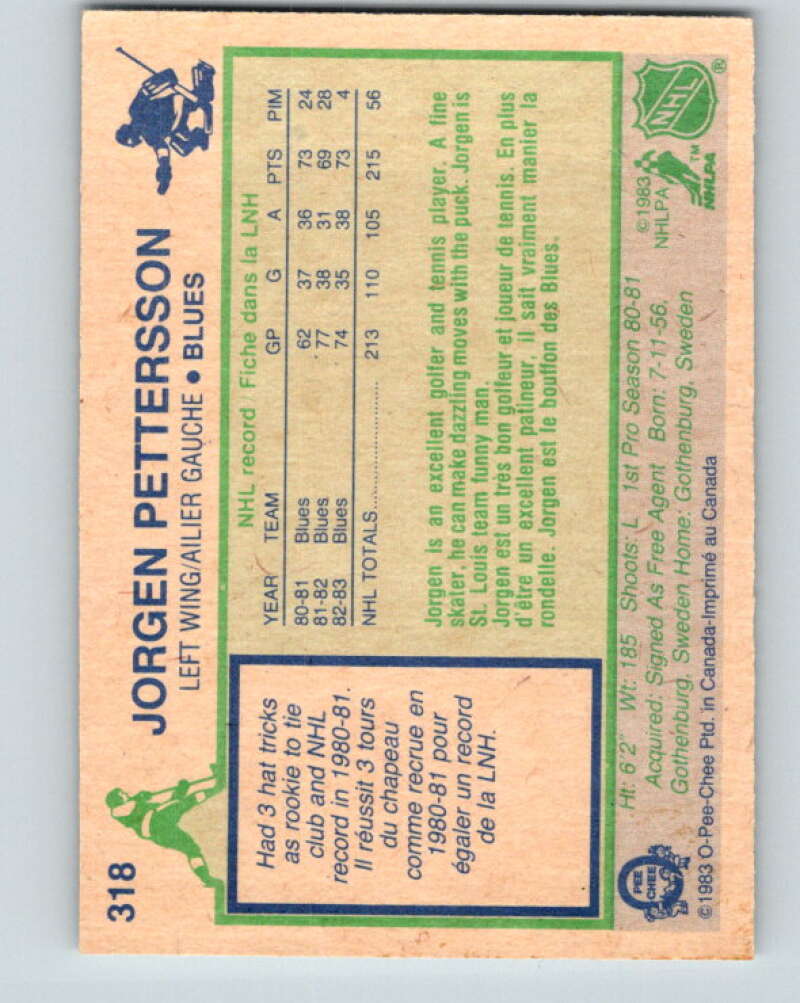 318
JORGEN PETTERSSON
LEFT WING/AILIER GAUCHE • BLUES
Had 3 hat tricks
as rookie to tie
club and NHL
record in 1980-81.
Il réussit 3 tours
du chapeau
comme recrue en
1980-81 pour
égaler un record
de la LNH.
NHL record Fiche dans la LNH
YEAR TEAM GP G A PTS PIM
80-81 Blues 62 37 36 73 24
81-82 Blues 77 38 31 69 28
82-83 Blues 74 35 38 73 4
NHL TOTALS.................. 213 110 105 215 56
Jorgen is an excellent golfer and tennis player. A fine
skater, he can make dazzling moves with the puck. Jorgen is
St. Louis team funny man.
Jorgen est un très bon golfeur et joueur de tennis. En plus
d'être un excellent patineur, il sait vraiment manier la
rondelle. Jorgen est le bouffon des Blues.
Ht: 6'2" Wt: 185 Shoots: L 1st Pro Season 80-81
Acquired: Signed As Free Agent Born: 7-11-56,
Gothenburg, Sweden Home: Gothenburg, Sweden
©1983 O-Pee-Chee Ptd. in Canada-Imprimé au Canada
O PEE CHEE
©1983
NHLPA
NHL ®
NHLPA ™